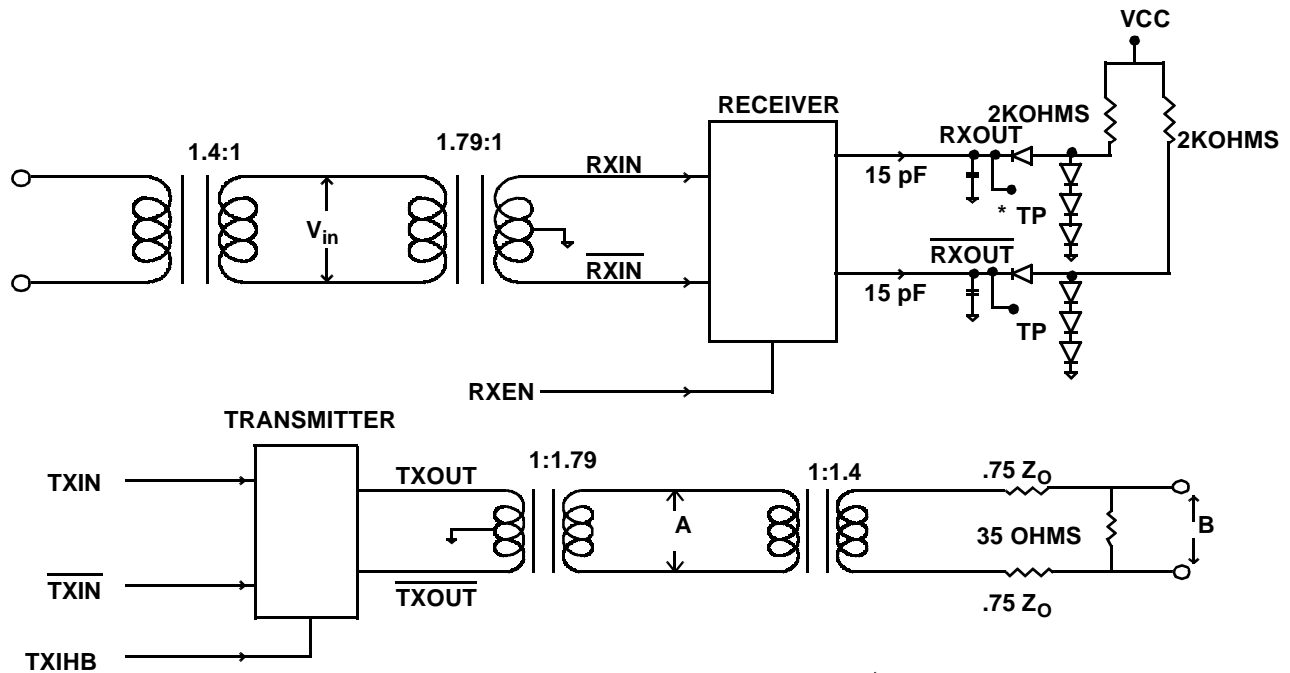 VCC
RECEIVER
2KOHMS
RXOUT
2KOHMS
1.4:1
1.79:1
RXIN
15 pF
* TP
Vin
RXIN
RXOUT
15 pF
TP
RXEN
TRANSMITTER
TXIN
TXOUT
1:1.79
1:1.4
.75 ZO
A
35 OHMS
B
TXIN
TXOUT
.75 ZO
TXIHB